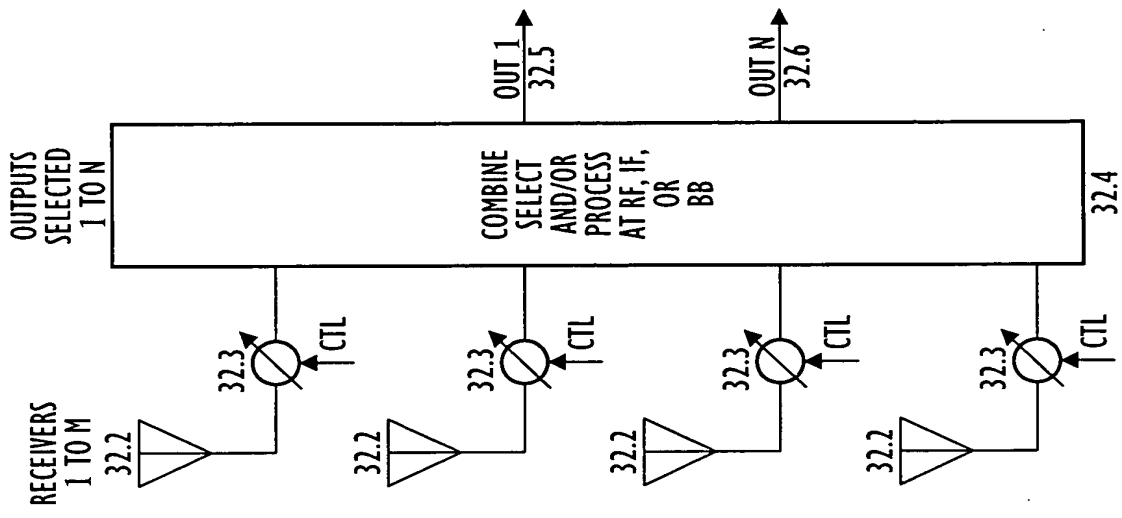 RECEIVERS
1 TO M
32.2
32.2
32.2
32.2
32.3
CTL
32.3
CTL
32.3
CTL
32.3
CTL
OUTPUTS
SELECTED
1 TO N
COMBINE
SELECT
AND/OR
PROCESS
AT RF, IF,
OR
BB
32.4
OUT 1
32.5
OUT N
32.6